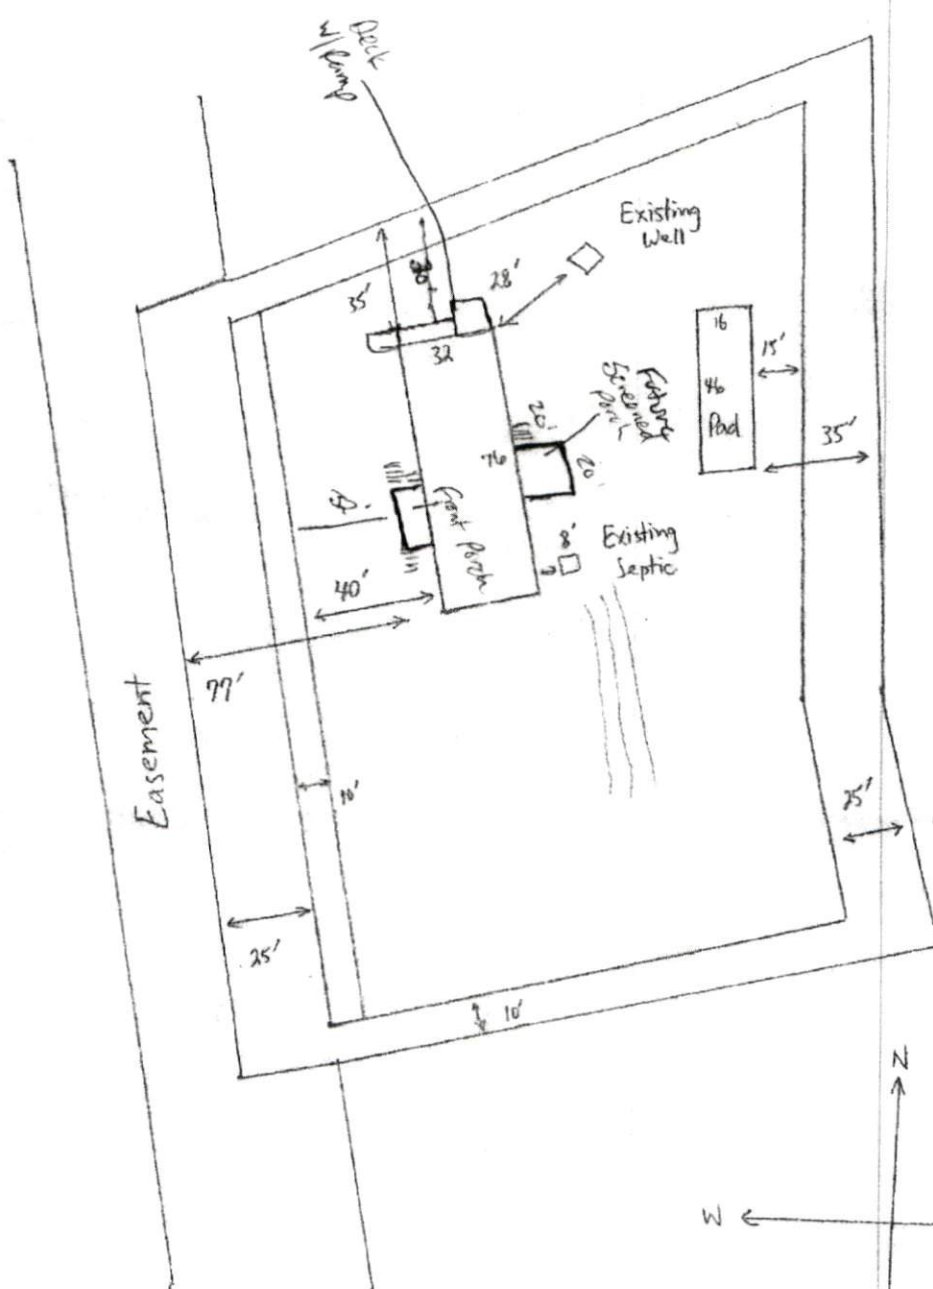 Deck
w/Ramp
Existing
Well
35'
30'
28'
32
16
46
Pad
15'
35'
Future
Screened
Porch
20'
20'
76
Front Porch
8'
Existing
Septic
40'
77'
Easement
10'
25'
25'
10'
N
W